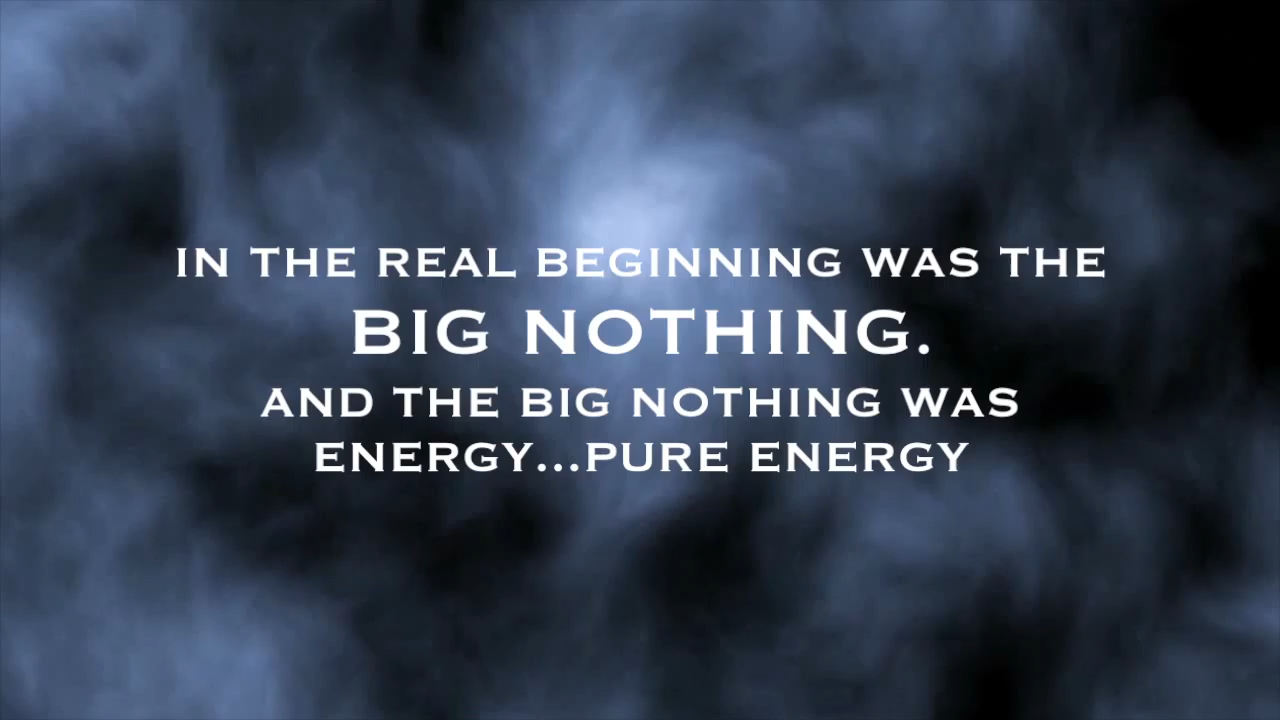 IN THE REAL BEGINNING WAS THE
BIG NOTHING.
AND THE BIG NOTHING WAS
ENERGY...PURE ENERGY